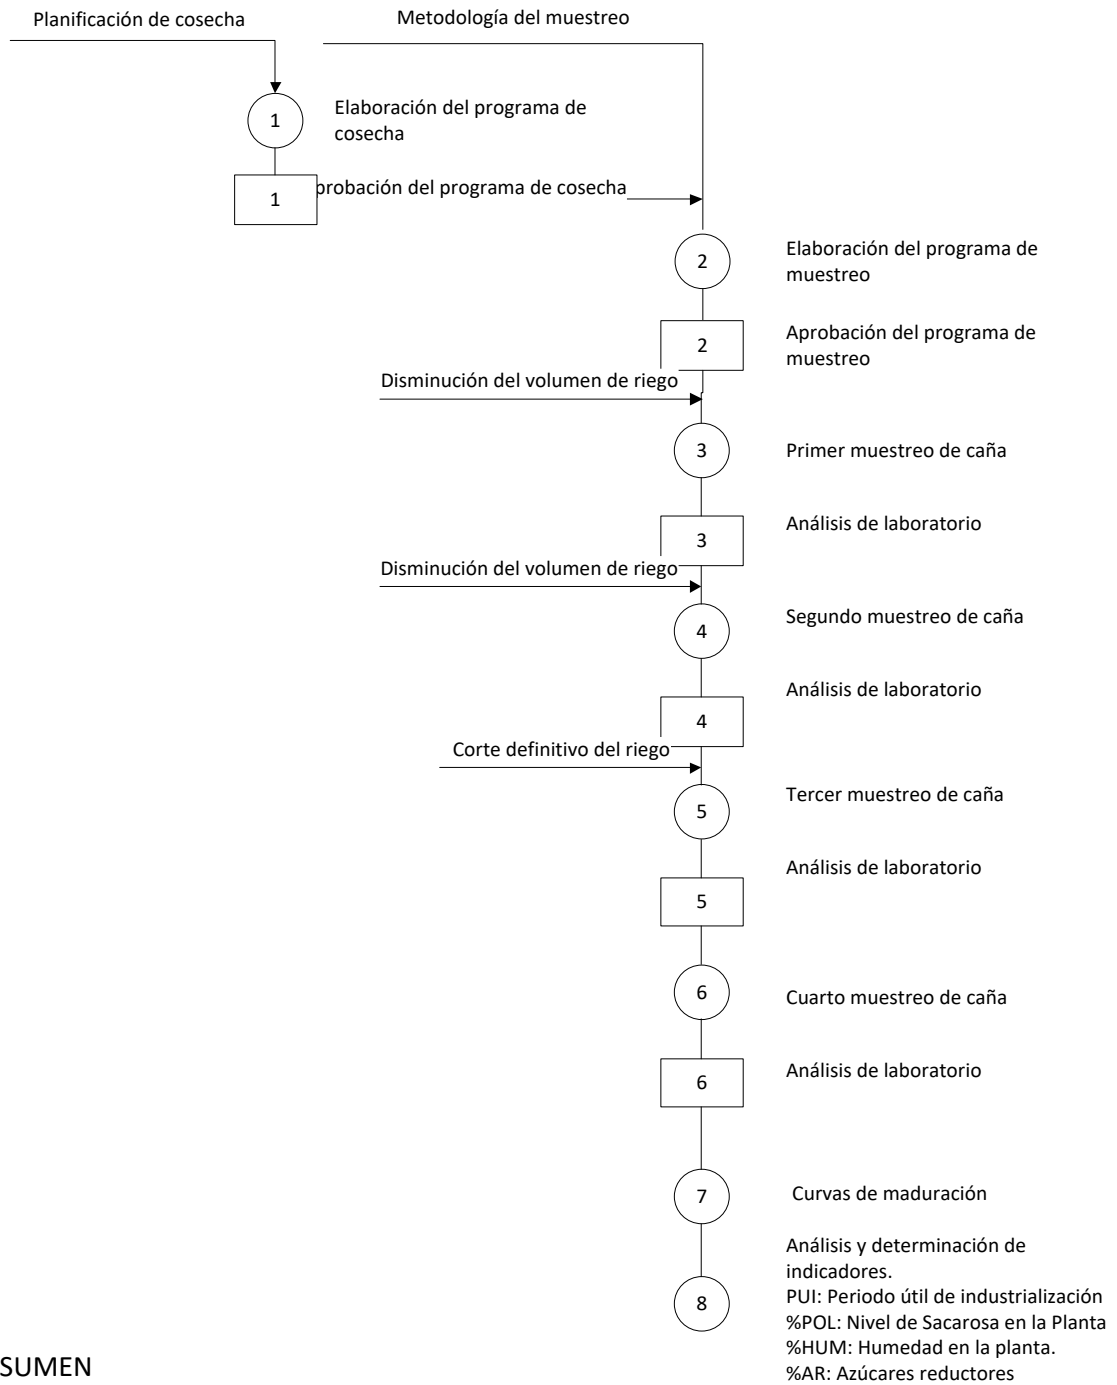 Planificación de cosecha
Metodología del muestreo
1
Elaboración del programa de
cosecha
1
probación del programa de cosecha
2
Elaboración del programa de
muestreo
2
Aprobación del programa de
muestreo
Disminución del volumen de riego
3
Primer muestreo de caña
3
Análisis de laboratorio
Disminución del volumen de riego
4
Segundo muestreo de caña
4
Análisis de laboratorio
Corte definitivo del riego
5
Tercer muestreo de caña
5
Análisis de laboratorio
6
Cuarto muestreo de caña
6
Análisis de laboratorio
7
Curvas de maduración
8
Análisis y determinación de
indicadores.
PUI: Periodo útil de industrialización
%POL: Nivel de Sacarosa en la Planta
%HUM: Humedad en la planta.
%AR: Azúcares reductores
SUMEN